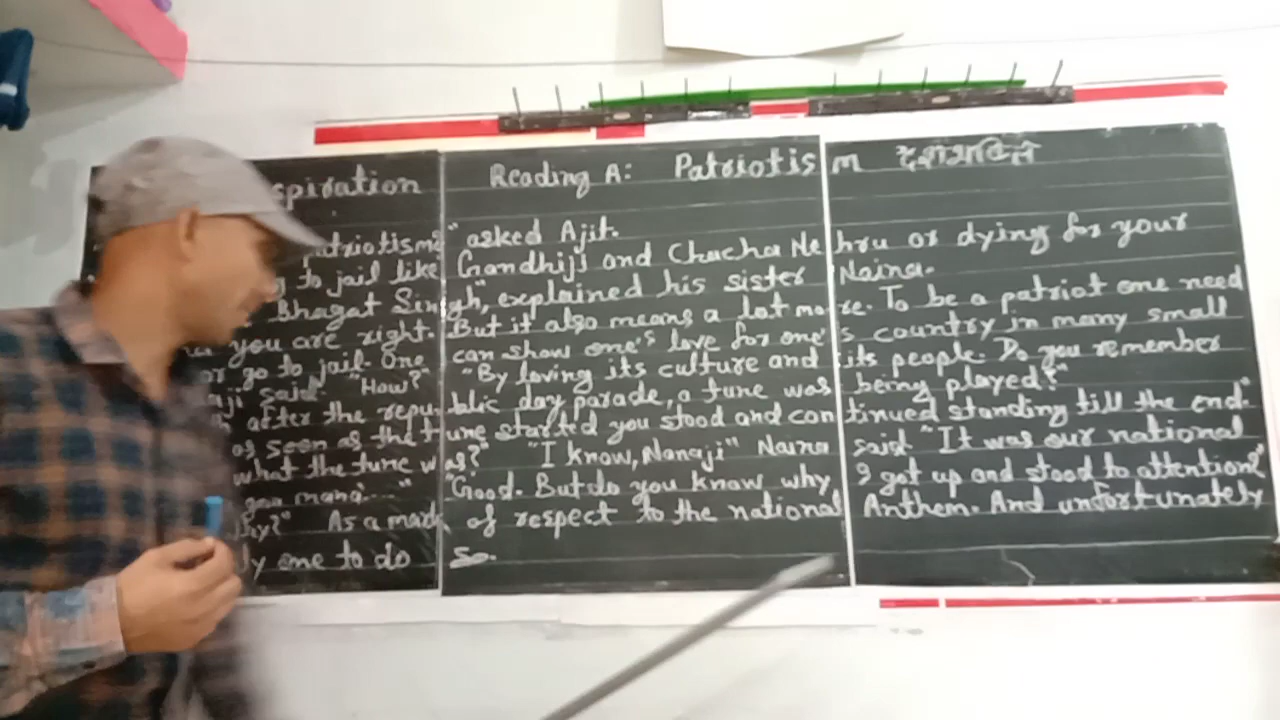 spiration Reading A: Patriotism देशभक्ति
atriotism?" asked Ajit.
to jail like Gandhiji and Chacha Nehru or dying for your
Bhagat Singh", explained his sister Naina.
you are right. But it also means a lot more. To be a patriot one need
or go to jail. One can show one's love for one's country in many small
aji said. "How?" "By loving its culture and its people. Do you remember
after the republic day parade, a tune was being played?"
as soon as the tune started you stood and continued standing till the end."
what the tune was?" "I know, Nanaji" Naina said. "It was our national
gan mana...." "Good. But do you know why I got up and stood to attention?"
As a mark of respect to the national Anthem. And unfortunately
ly one to do so.